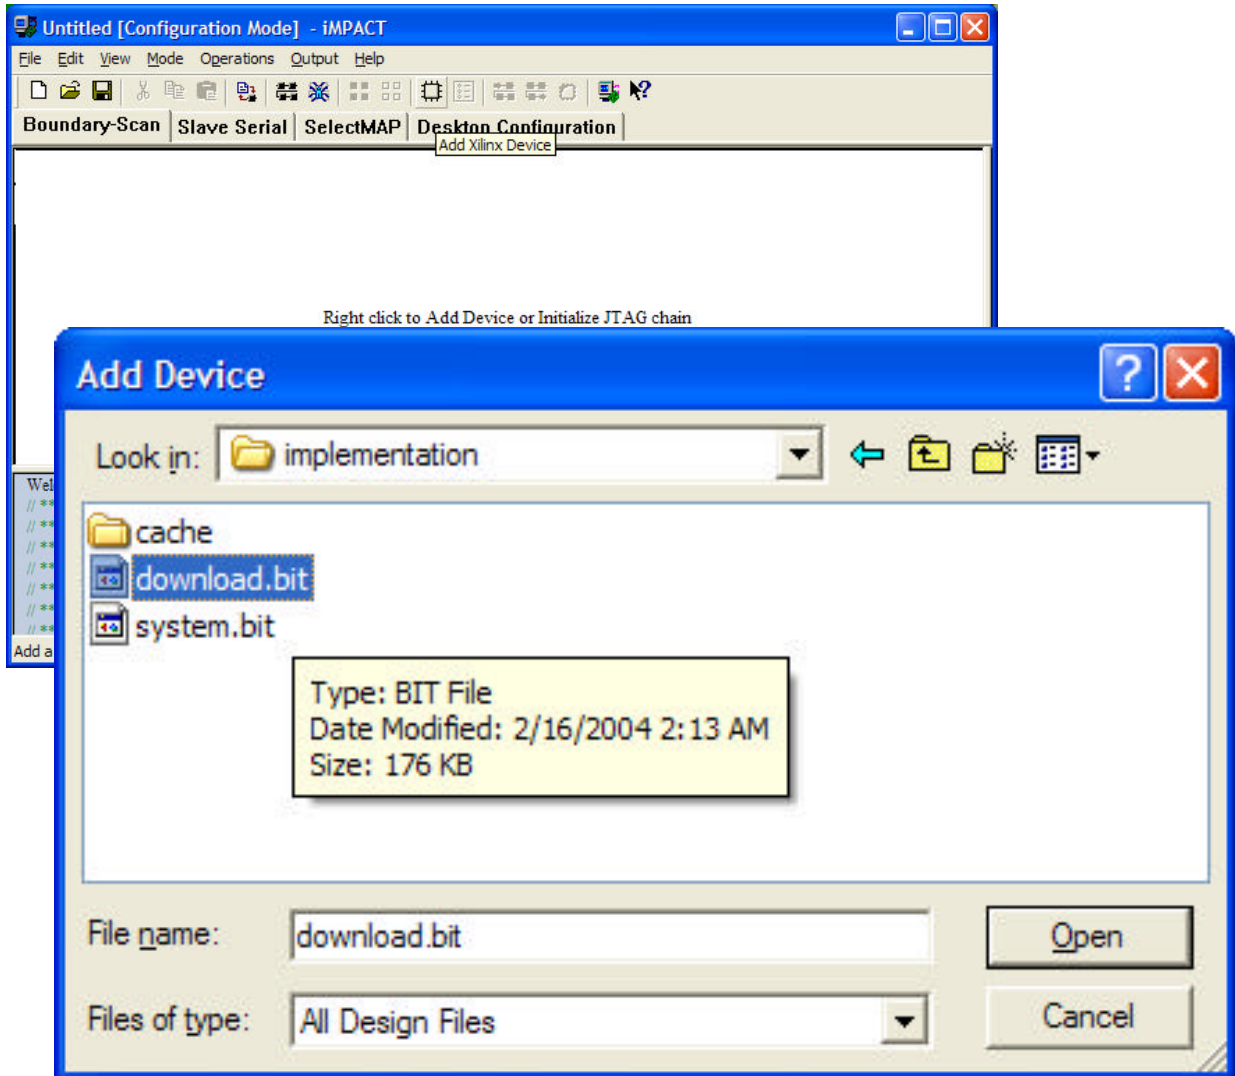 Untitled [Configuration Mode] - iMPACT
File Edit View Mode Operations Output Help
Boundary-Scan Slave Serial SelectMAP Desktop Configuration
Add Xilinx Device
Right click to Add Device or Initialize JTAG chain
Add Device
Look in: implementation
cache
download.bit
system.bit
Wel
// **
// **
// **
// **
// **
// **
// **
Add a
Type: BIT File
Date Modified: 2/16/2004 2:13 AM
Size: 176 KB
File name: download.bit
Open
Files of type: All Design Files
Cancel